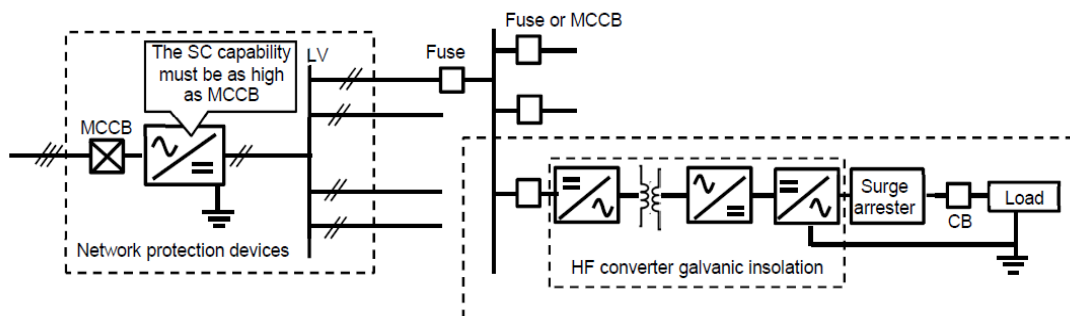 The SC capability
must be as high
as MCCB
MCCB
LV
Network protection devices
Fuse
Fuse or MCCB
HF converter galvanic insolation
Surge
arrester
CB
Load